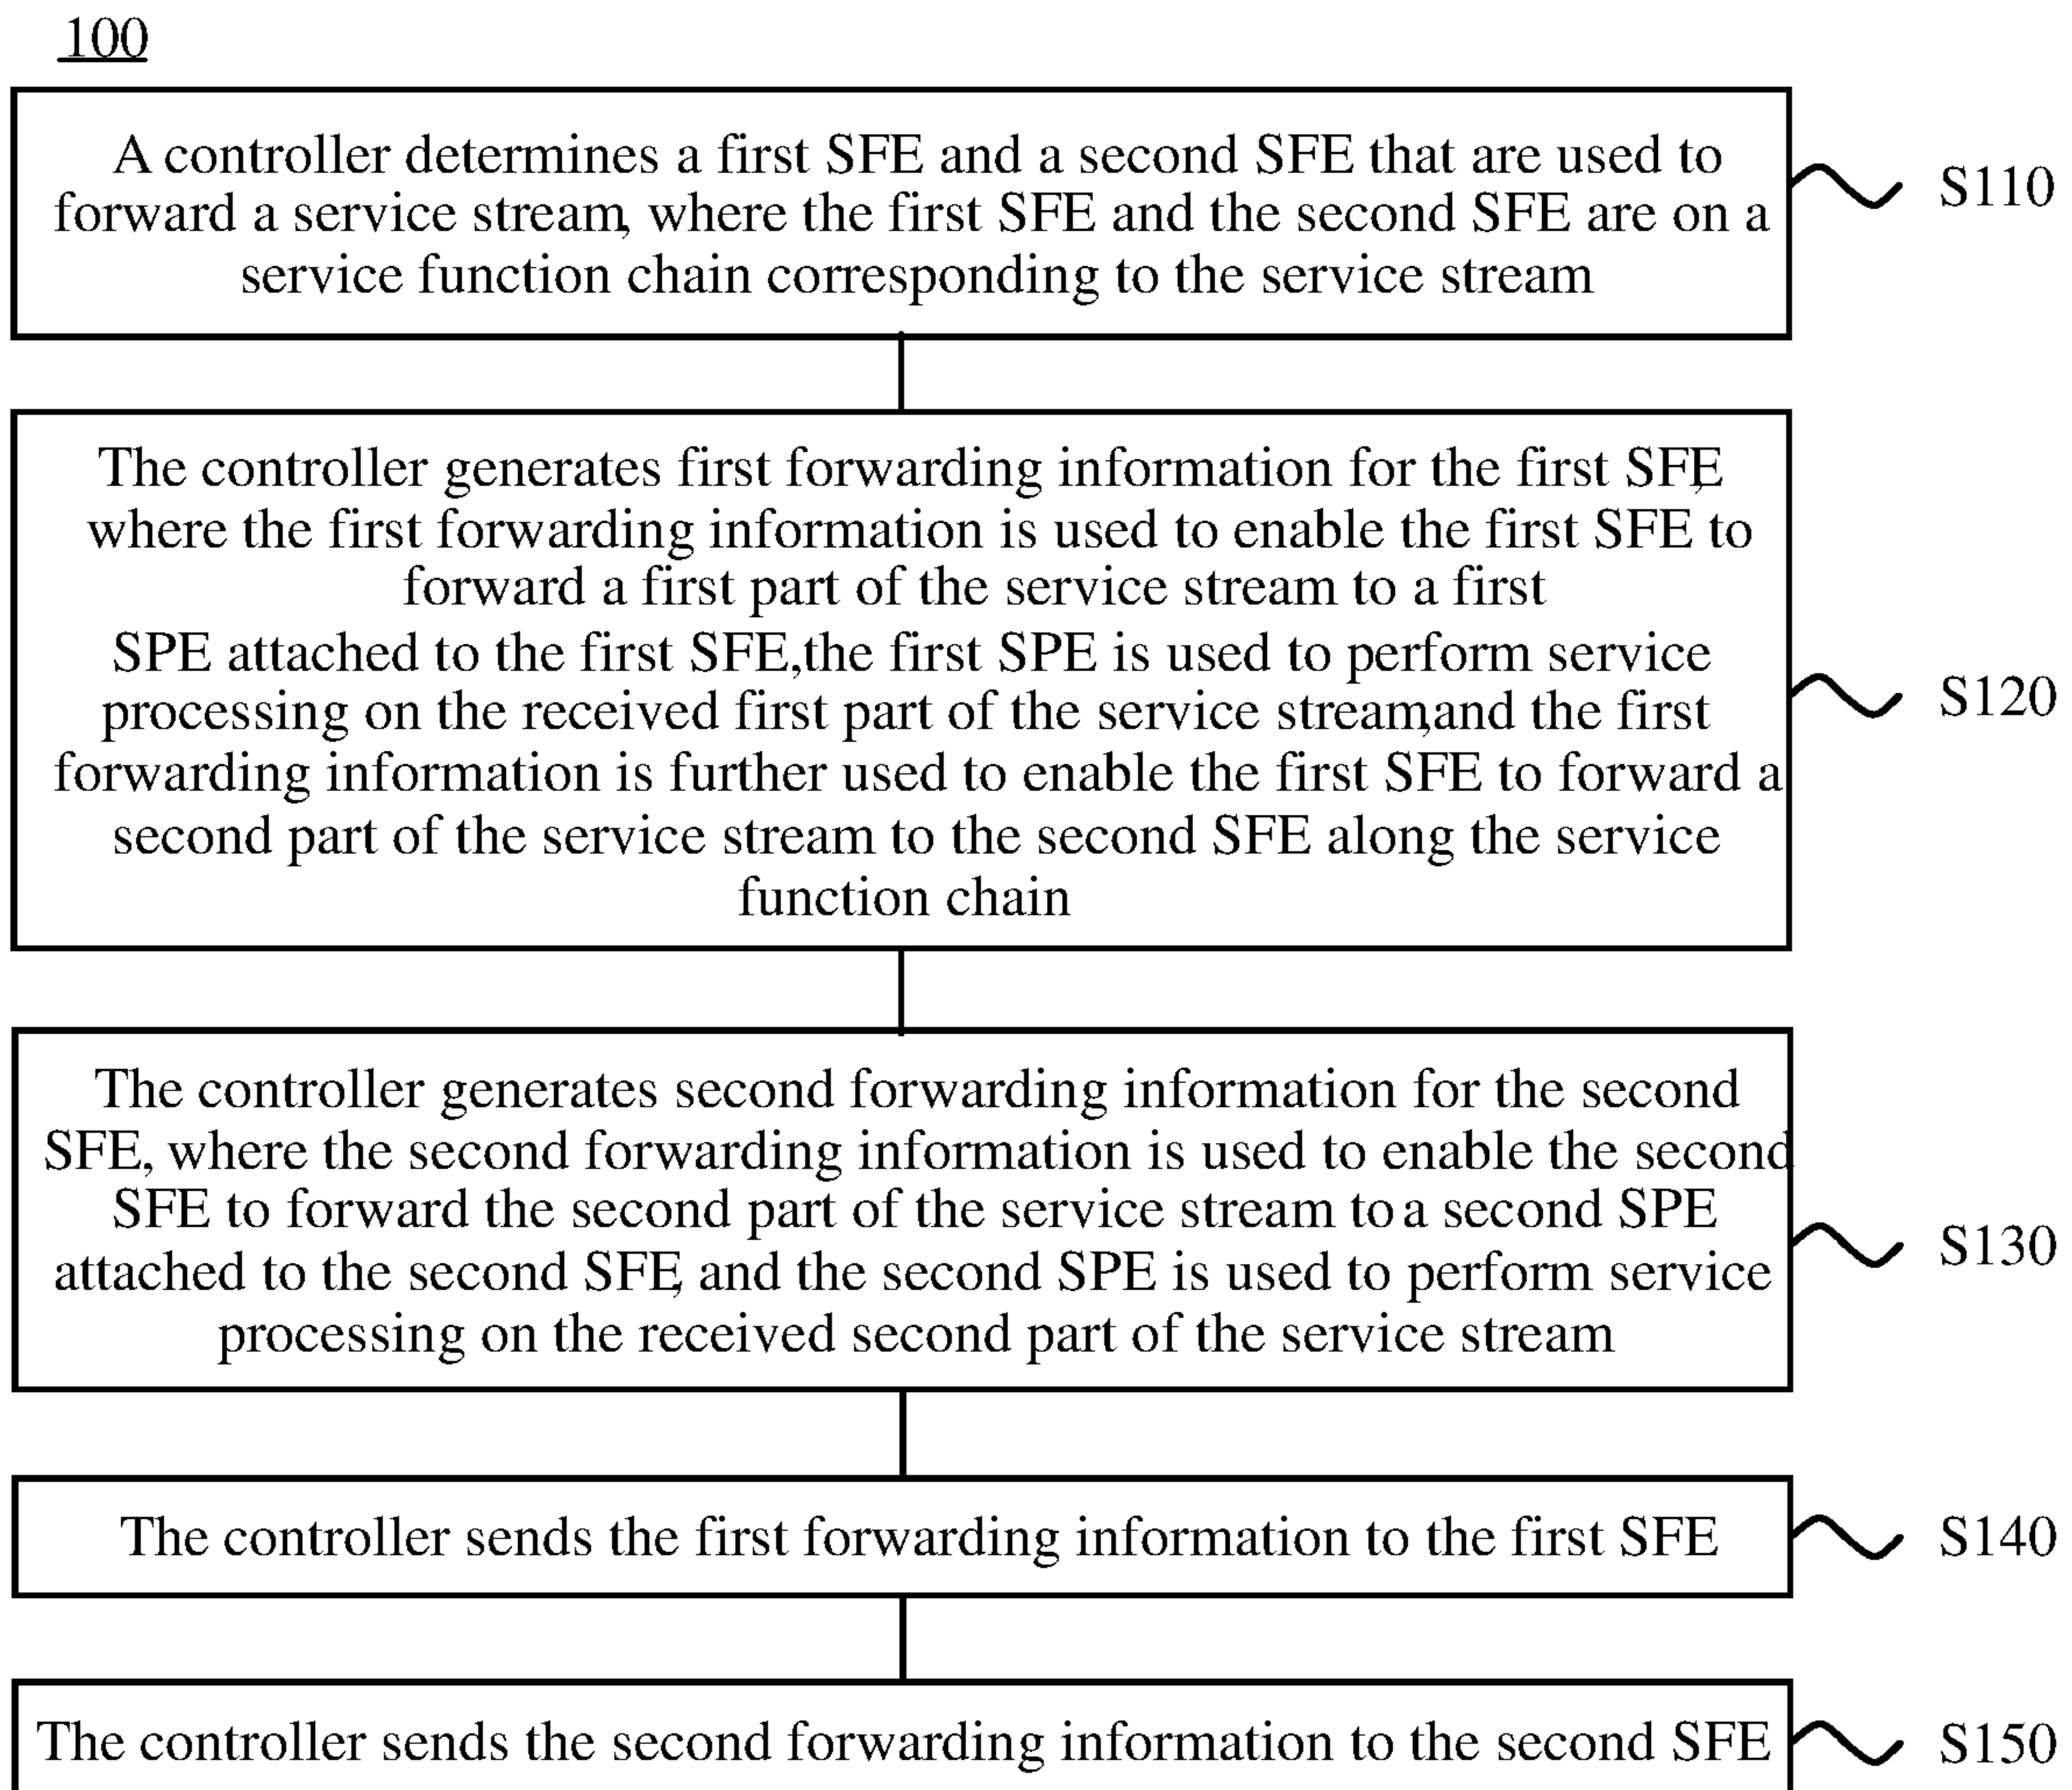 100
A controller determines a first SFE and a second SFE that are used to
forward a service stream, where the first SFE and the second SFE are on a
service function chain corresponding to the service stream
S110
The controller generates first forwarding information for the first SFE,
where the first forwarding information is used to enable the first SFE to
forward a first part of the service stream to a first
SPE attached to the first SFE,the first SPE is used to perform service
processing on the received first part of the service stream,and the first
forwarding information is further used to enable the first SFE to forward a
second part of the service stream to the second SFE along the service
function chain
S120
The controller generates second forwarding information for the second
SFE, where the second forwarding information is used to enable the second
SFE to forward the second part of the service stream to a second SPE
attached to the second SFE, and the second SPE is used to perform service
processing on the received second part of the service stream
S130
The controller sends the first forwarding information to the first SFE
S140
The controller sends the second forwarding information to the second SFE
S150